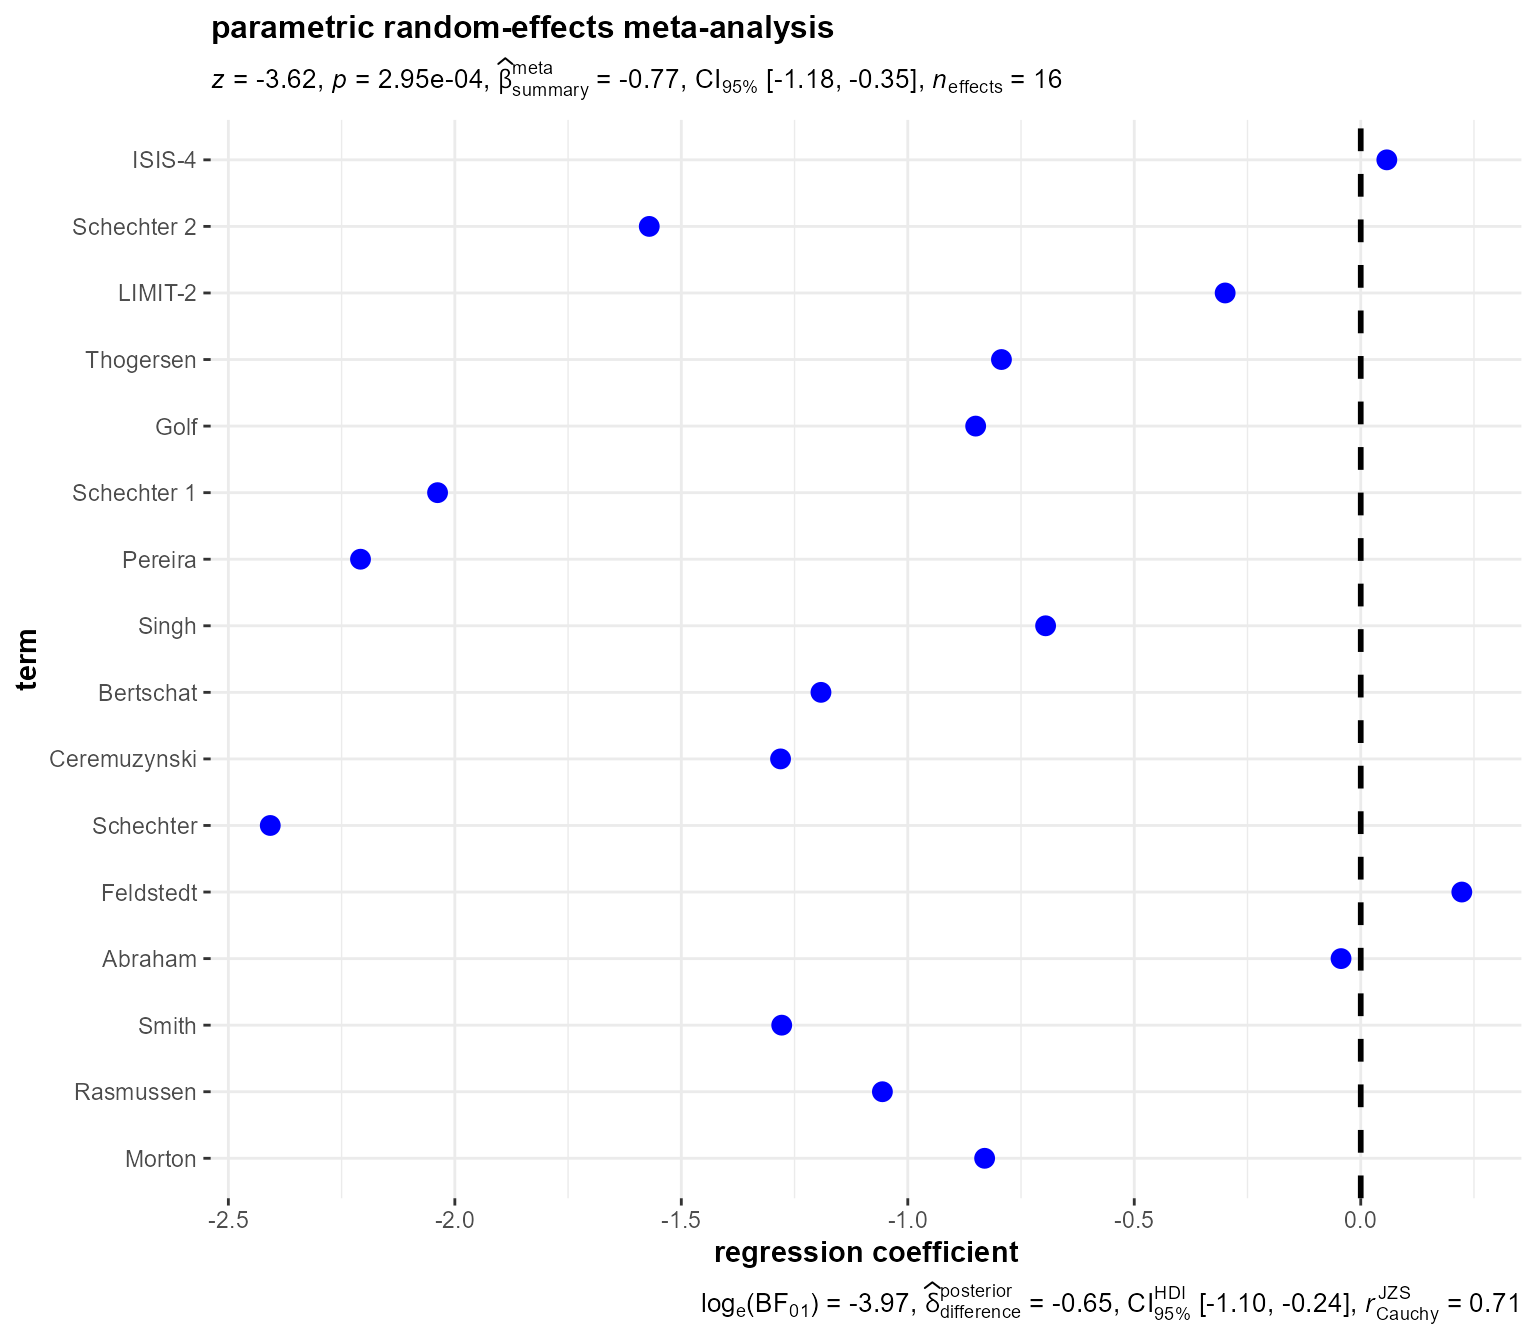 parametric random-effects meta-analysis
z = -3.62, p = 2.95e-04, β̂ meta summary = -0.77, CI95% [-1.18, -0.35], neffects = 16
ISIS-4
Schechter 2
LIMIT-2
Thogersen
Golf
Schechter 1
Pereira
Singh
Bertschat
Ceremuzynski
Schechter
Feldstedt
Abraham
Smith
Rasmussen
Morton
term
-2.5 -2.0 -1.5 -1.0 -0.5 0.0
regression coefficient
loge(BF01) = -3.97, δ̂ posterior difference = -0.65, CI HDI 95% [-1.10, -0.24], r JZS Cauchy = 0.71